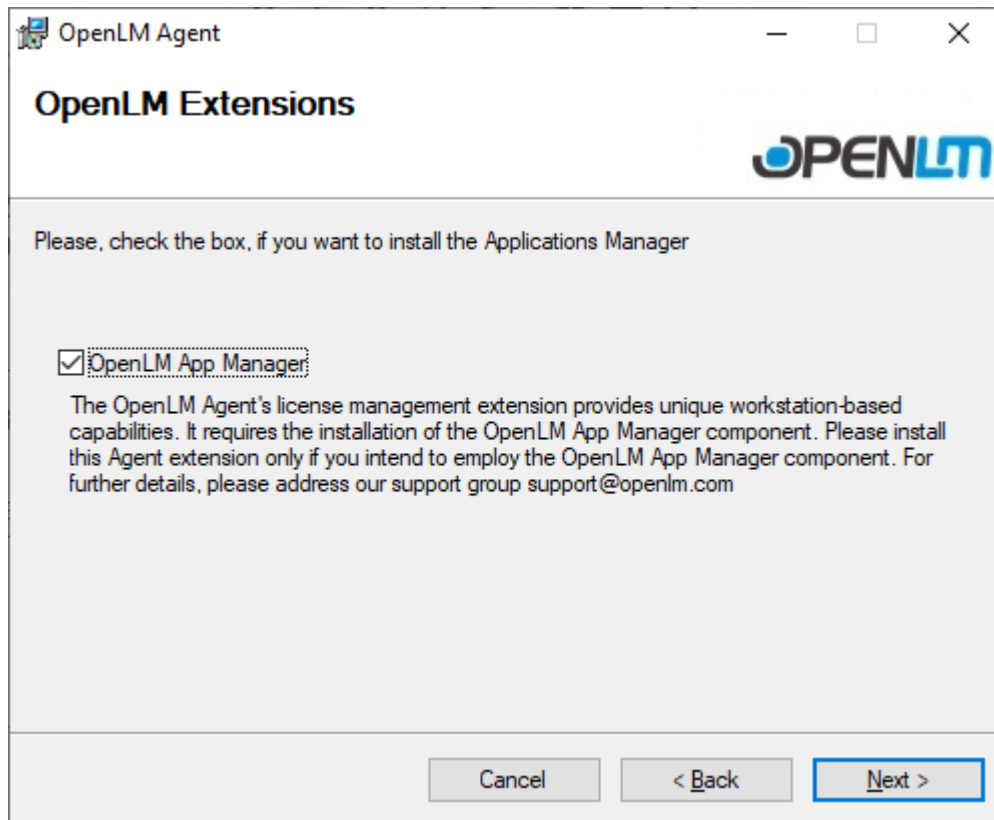 OpenLM Agent
OpenLM Extensions
OPENLM
Please, check the box, if you want to install the Applications Manager
OpenLM App Manager
The OpenLM Agent's license management extension provides unique workstation-based
capabilities. It requires the installation of the OpenLM App Manager component. Please install
this Agent extension only if you intend to employ the OpenLM App Manager component. For
further details, please address our support group support@openlm.com
Cancel
< Back
Next >